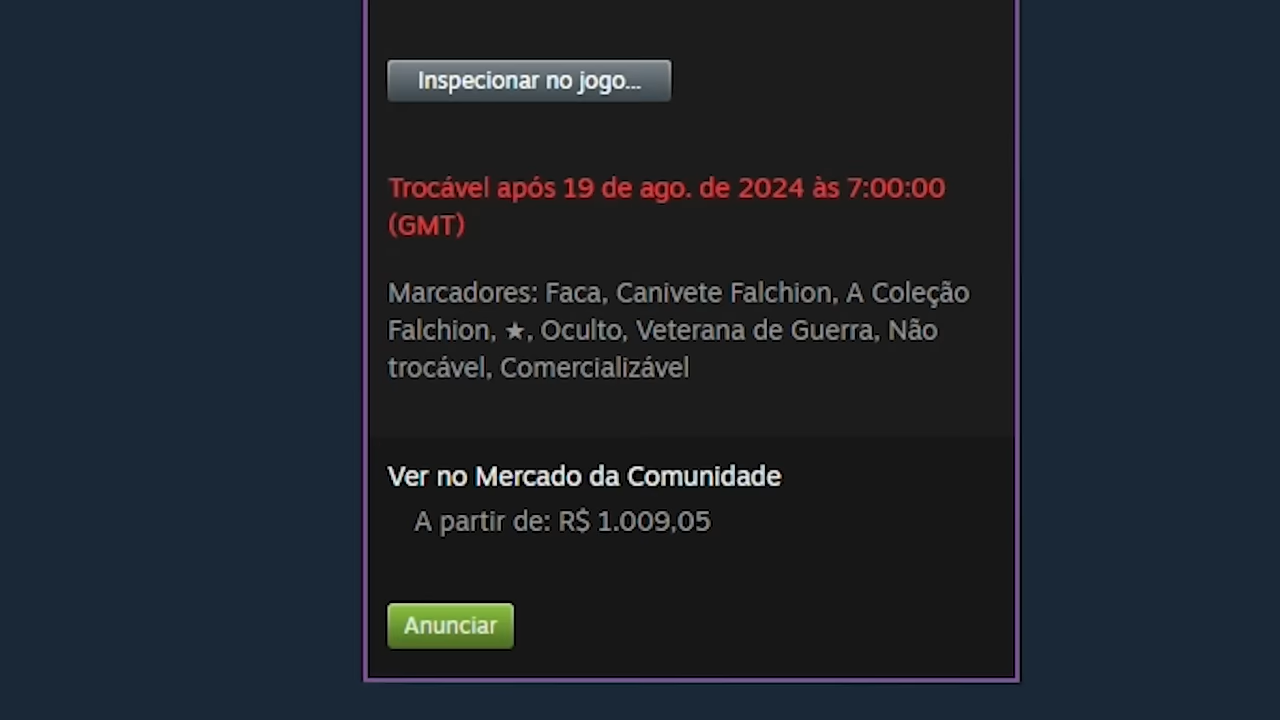 Inspecionar no jogo...
Trocável após 19 de ago. de 2024 às 7:00:00
(GMT)
Marcadores: Faca, Canivete Falchion, A Coleção
Falchion, ★, Oculto, Veterana de Guerra, Não
trocável, Comercializável
Ver no Mercado da Comunidade
A partir de: R$ 1.009,05
Anunciar